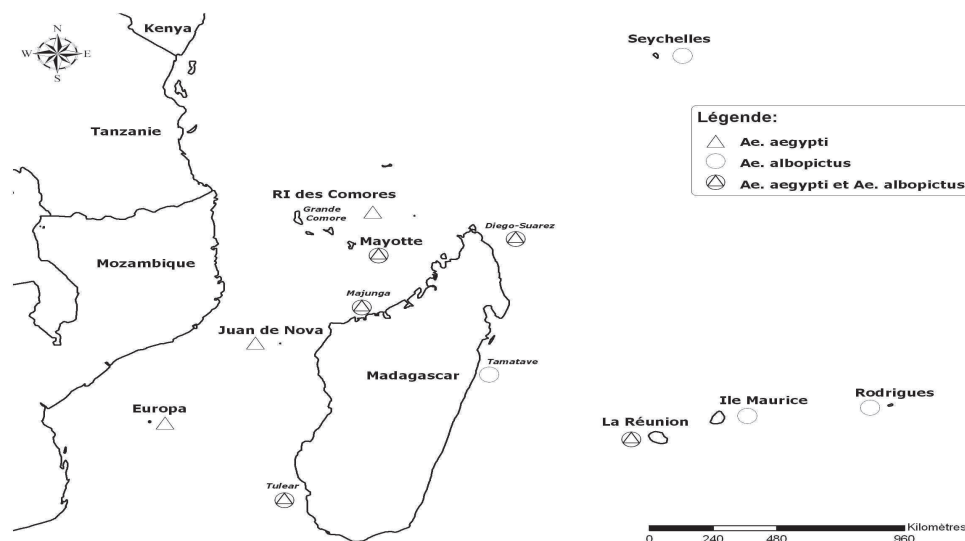 Kenya
N
W E
S
Seychelles
Tanzanie
Légende:
Ae. aegypti
Ae. albopictus
Ae. aegypti et Ae. albopictus
RI des Comores
Grande
Comore
Diego-Suarez
Mayotte
Mozambique
Majunga
Juan de Nova
Tamatave
Madagascar
Europa
Ile Maurice
Rodrigues
La Réunion
Tulear
Kilomètres
0 240 480 960